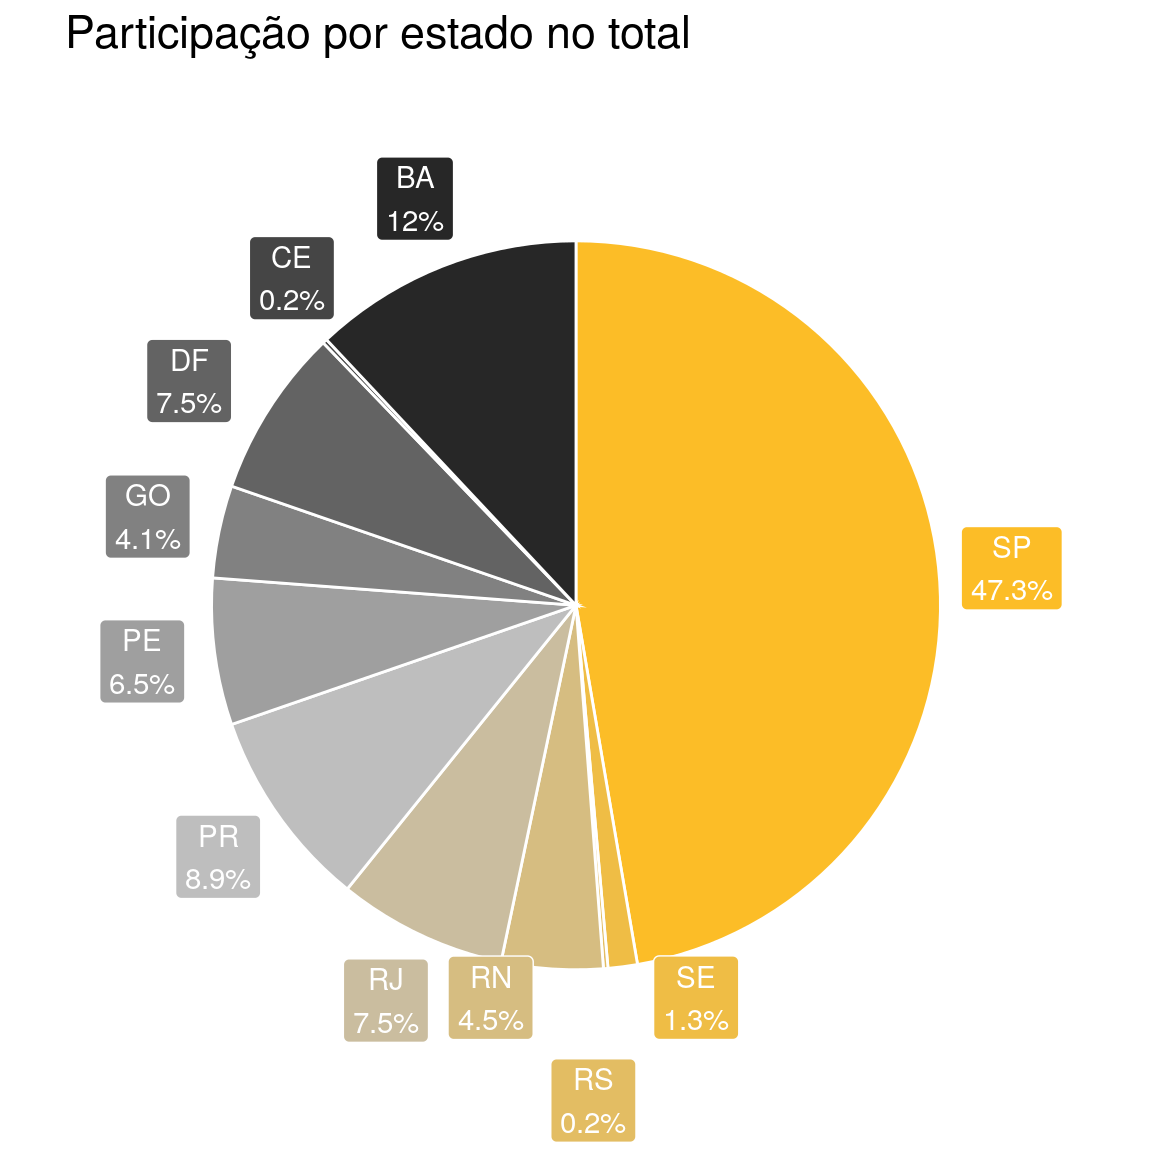 Participação por estado no total
BA
12%
CE
0.2%
DF
7.5%
GO
4.1%
SP
47.3%
PE
6.5%
PR
8.9%
RJ
7.5%
RN
4.5%
SE
1.3%
RS
0.2%